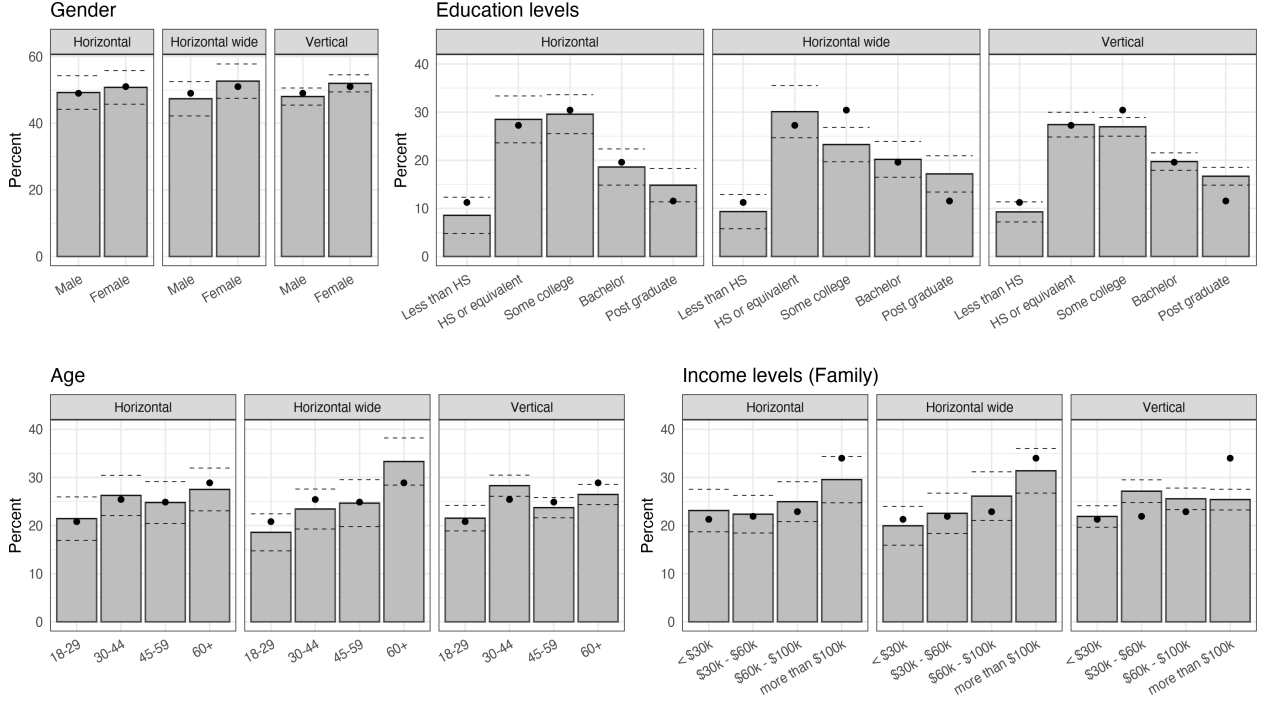 Gender
Horizontal
Horizontal wide
Vertical
Percent
60
40
20
0
Male
Female
Male
Female
Male
Female
Education levels
Horizontal
Horizontal wide
Vertical
Percent
40
30
20
10
0
Less than HS
HS or equivalent
Some college
Bachelor
Post graduate
Less than HS
HS or equivalent
Some college
Bachelor
Post graduate
Less than HS
HS or equivalent
Some college
Bachelor
Post graduate
Age
Horizontal
Horizontal wide
Vertical
Percent
40
30
20
10
0
18-29
30-44
45-59
60+
18-29
30-44
45-59
60+
18-29
30-44
45-59
60+
Income levels (Family)
Horizontal
Horizontal wide
Vertical
Percent
40
30
20
10
0
< $30k
$30k - $60k
$60k - $100k
more than $100k
< $30k
$30k - $60k
$60k - $100k
more than $100k
< $30k
$30k - $60k
$60k - $100k
more than $100k